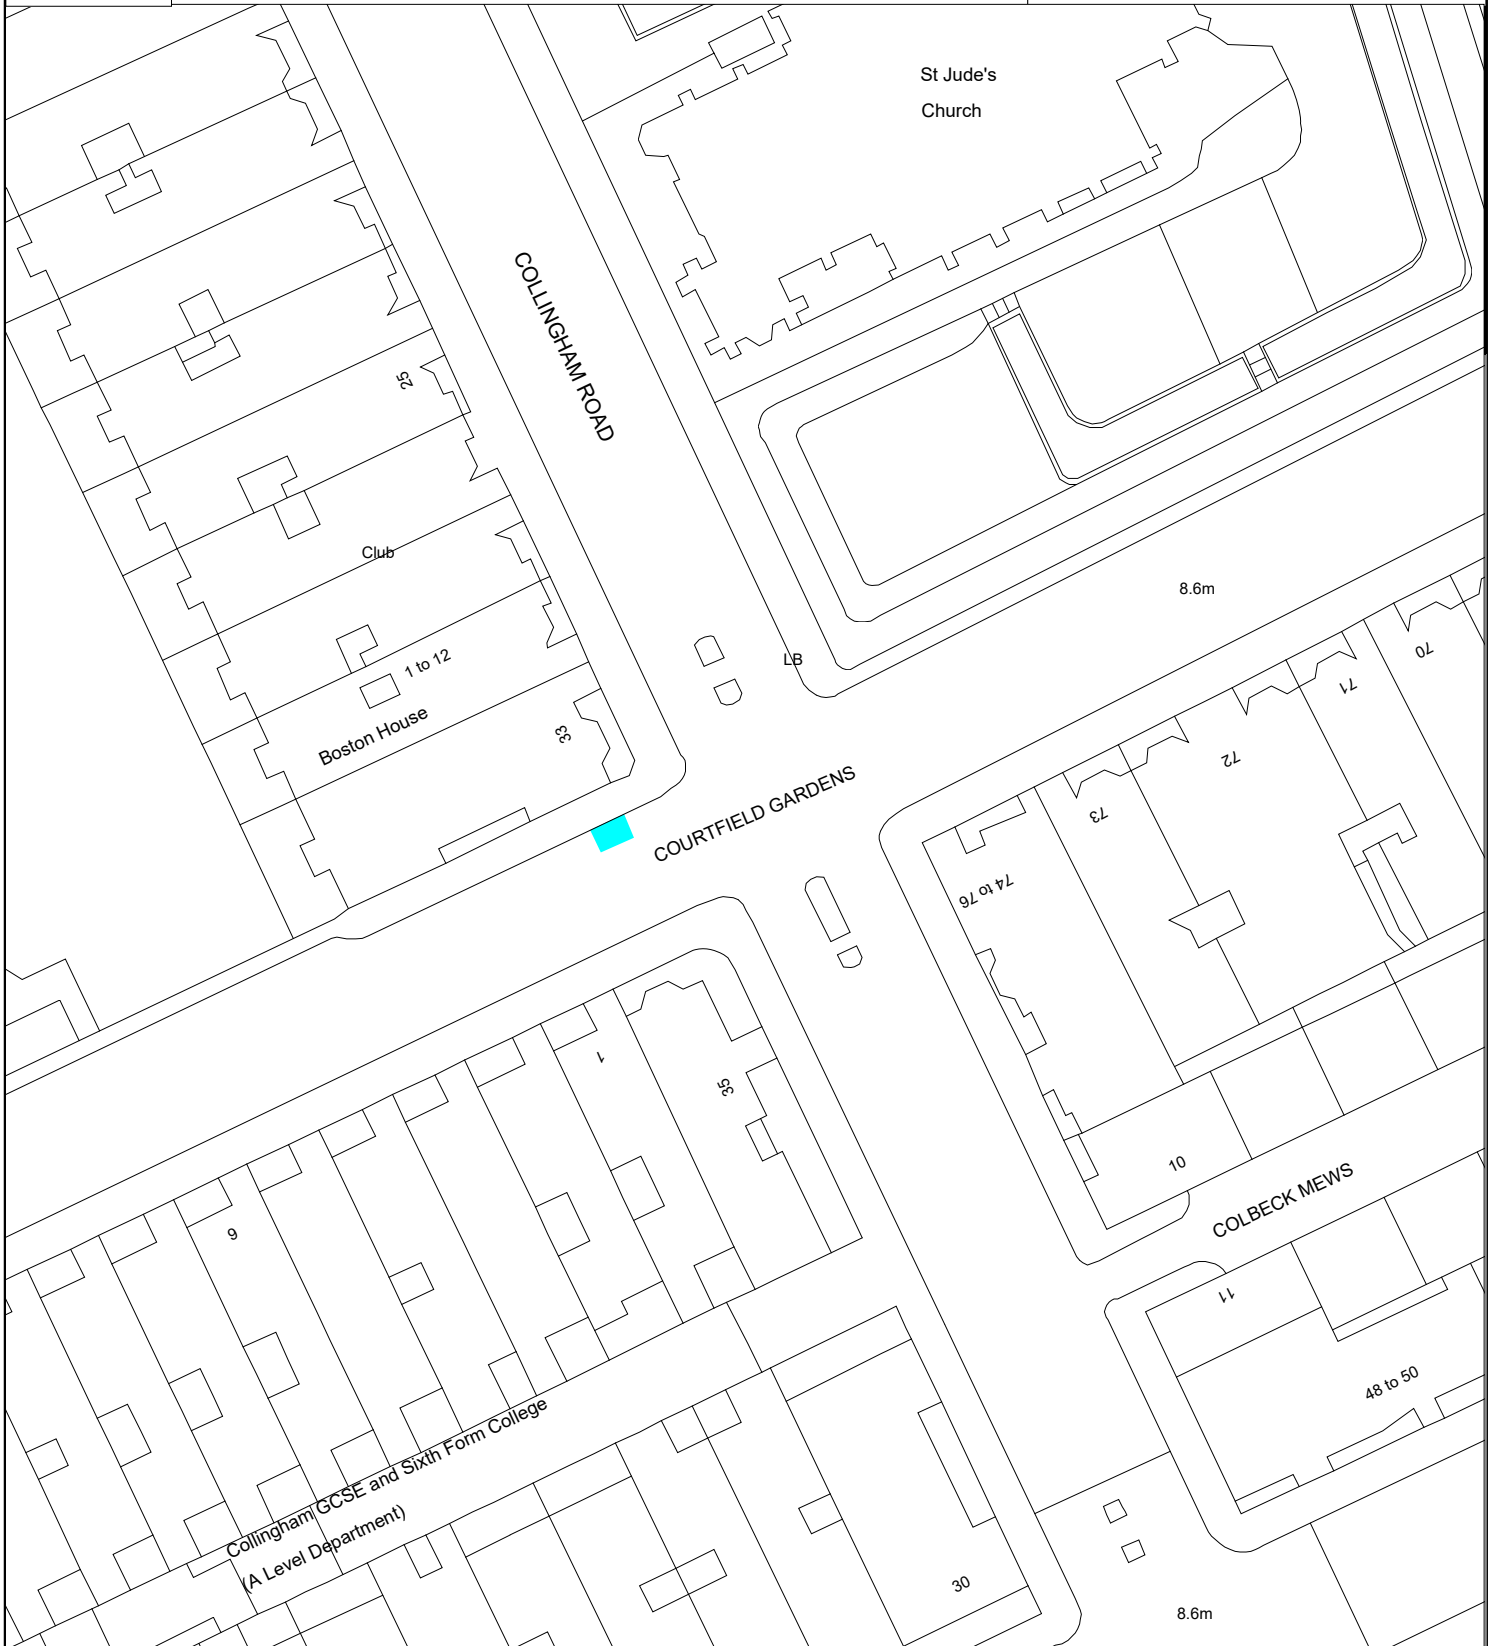 St Jude's
Church
COLLINGHAM ROAD
25
Club
8.6m
1 to 12
LB
Boston House
33
70
71
72
73
COURTFIELD GARDENS
74 to 76
1
35
10
COLBECK MEWS
9
11
48 to 50
Collingham GCSE and Sixth Form College
(A Level Department)
30
8.6m